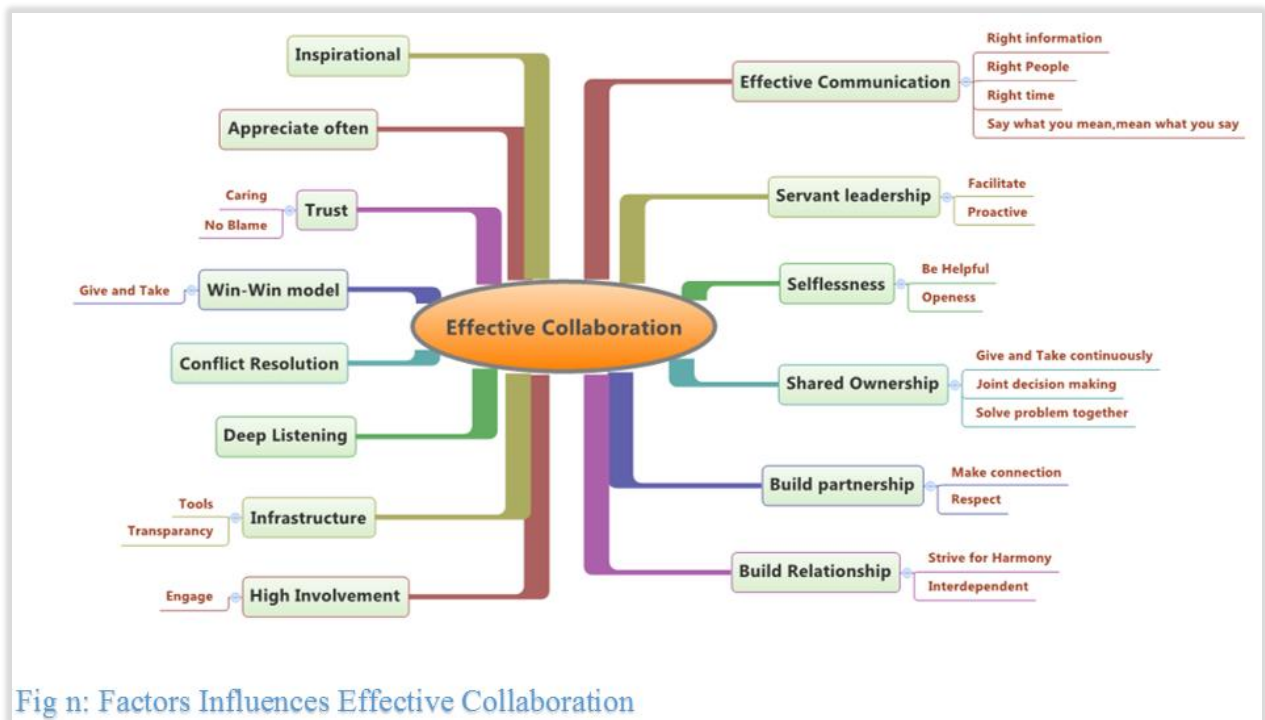 Inspirational
Appreciate often
Caring
No Blame
Trust
Give and Take
Win-Win model
Conflict Resolution
Deep Listening
Tools
Transparancy
Infrastructure
Engage
High Involvement
Effective Collaboration
Effective Communication
Right information
Right People
Right time
Say what you mean,mean what you say
Servant leadership
Facilitate
Proactive
Selflessness
Be Helpful
Openess
Shared Ownership
Give and Take continuously
Joint decision making
Solve problem together
Build partnership
Make connection
Respect
Build Relationship
Strive for Harmony
Interdependent
Fig n: Factors Influences Effective Collaboration